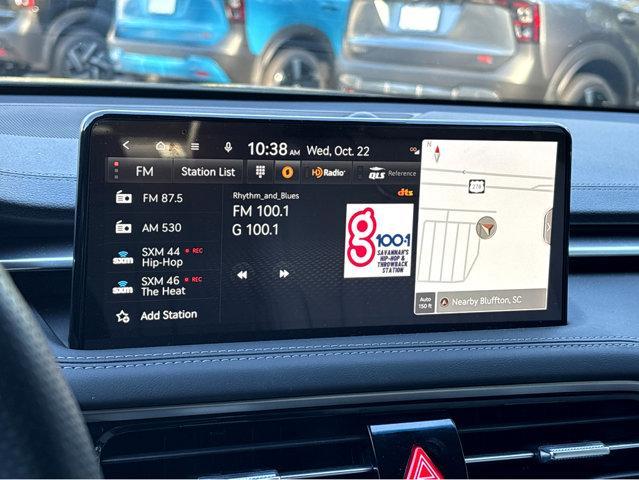 10:38 AM Wed, Oct. 22
FM Station List HD Radio QLS Reference
FM 87.5
AM 530
SXM 44 REC
Hip-Hop
SXM 46 REC
The Heat
Add Station
Rhythm_and_Blues
dts
FM 100.1
G 100.1
g100.1
SAVANNAH'S
HIP-HOP &
THROWBACK
STATION
N
278
Auto
150 ft
Nearby Bluffton, SC